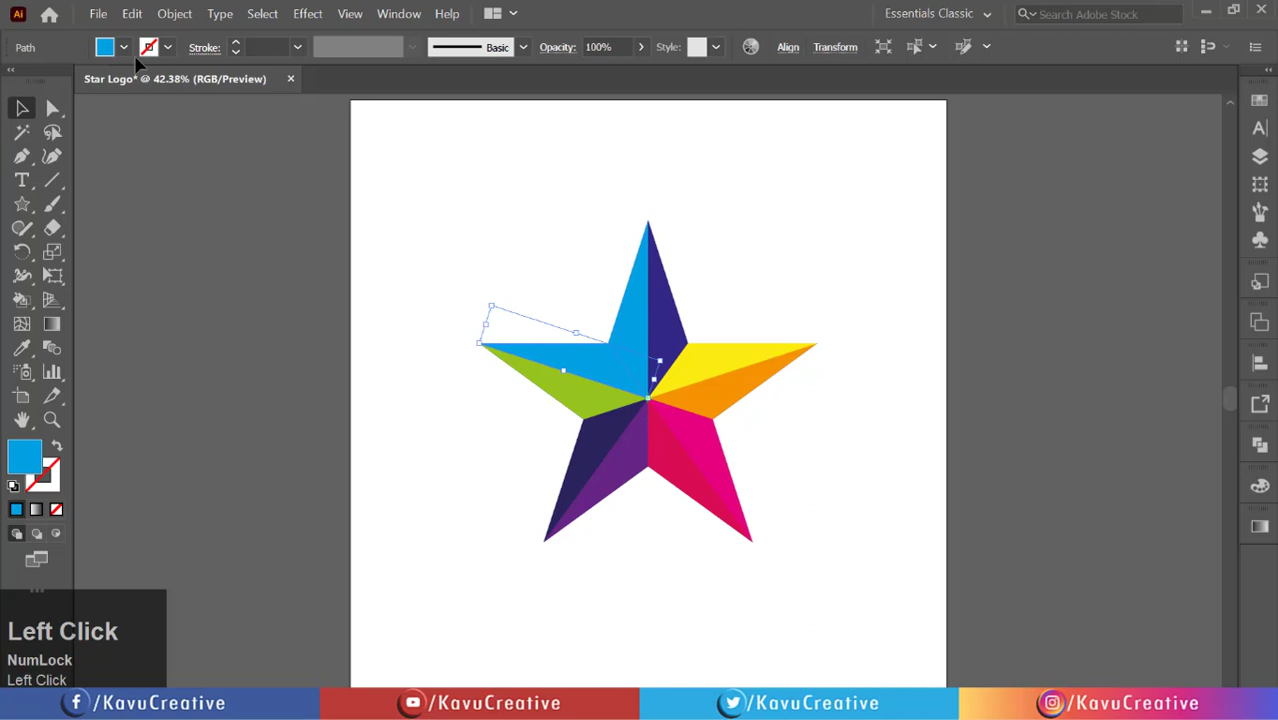 Ai File Edit Object Type Select Effect View Window Help Essentials Classic Search Adobe Stock
Path Stroke: Basic Opacity: 100% Style: Align Transform
Star Logo* @ 42.38% (RGB/Preview)
Left Click
NumLock
Left Click
/KavuCreative /KavuCreative /KavuCreative /KavuCreative